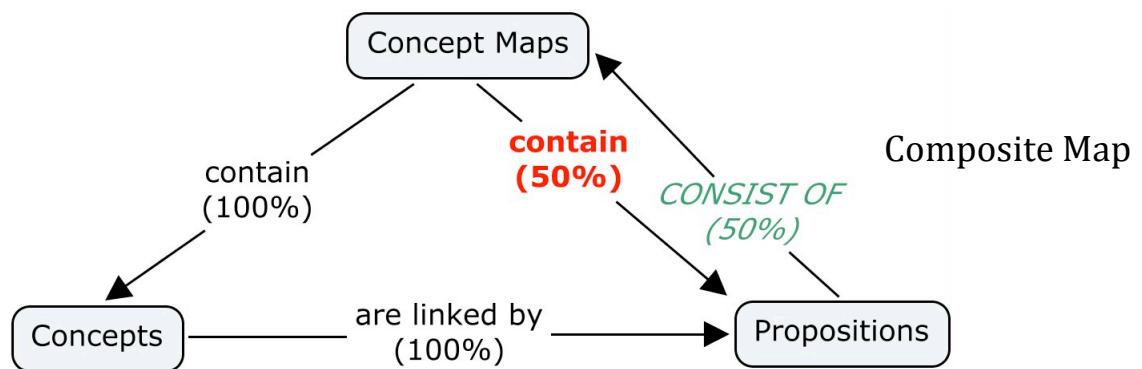 Concept Maps
contain
(50%)
Composite Map
contain
(100%)
CONSIST OF
(50%)
are linked by
(100%)
Concepts
Propositions